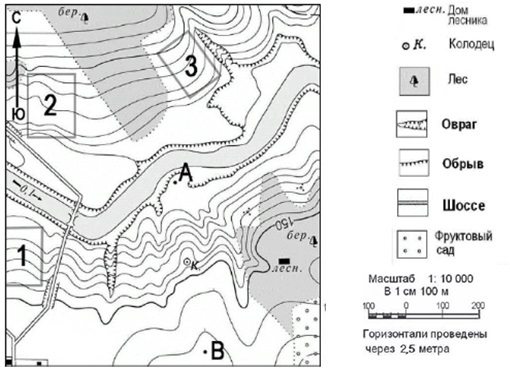 С
Ю
бер.
3
2
А
0,1
1
150
бер.
К.
лесн.
В
лесн. Дом
лесника
К. Колодец
Лес
Овраг
Обрыв
Шоссе
Фруктовый
сад
Масштаб 1: 10 000
В 1 см 100 м
100 0 100 200
Горизонтали проведены
через 2,5 метра